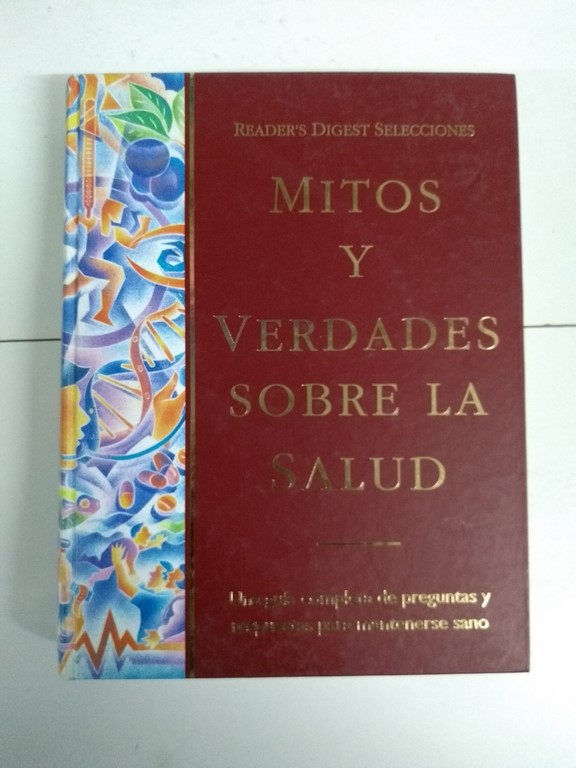 READER'S DIGEST SELECCIONES
MITOS
Y
VERDADES
SOBRE LA
SALUD
Una guía completa de preguntas y
respuestas para mantenerse sano